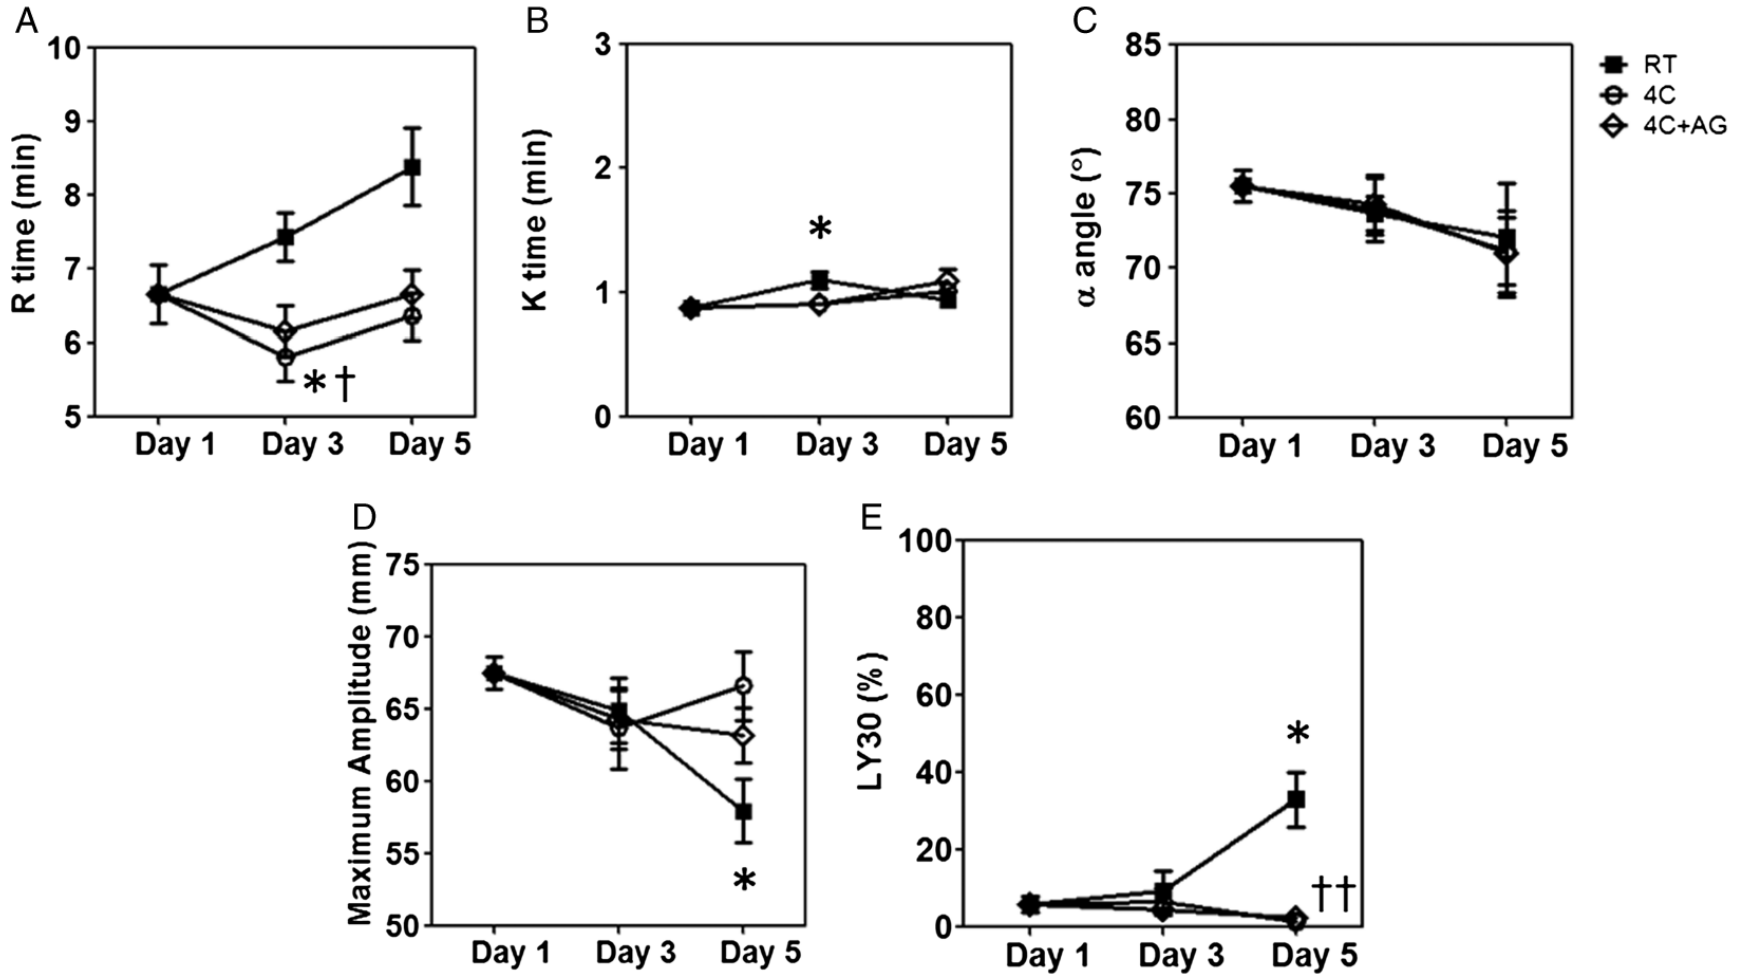 A
R time (min)
10
9
8
7
6
5
Day 1 Day 3 Day 5
* †
B
K time (min)
3
2
1
0
Day 1 Day 3 Day 5
*
C
α angle (°)
85
80
75
70
65
60
Day 1 Day 3 Day 5
RT
4C
4C+AG
D
Maximum Amplitude (mm)
75
70
65
60
55
50
Day 1 Day 3 Day 5
*
E
LY30 (%)
100
80
60
40
20
0
Day 1 Day 3 Day 5
*
††